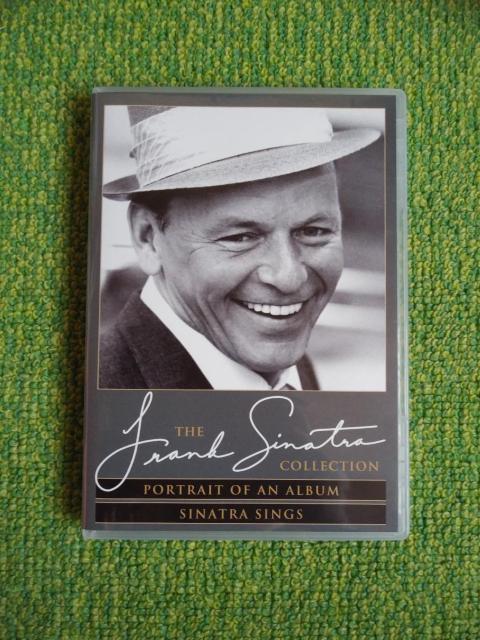 THE Frank Sinatra
COLLECTION
PORTRAIT OF AN ALBUM
SINATRA SINGS